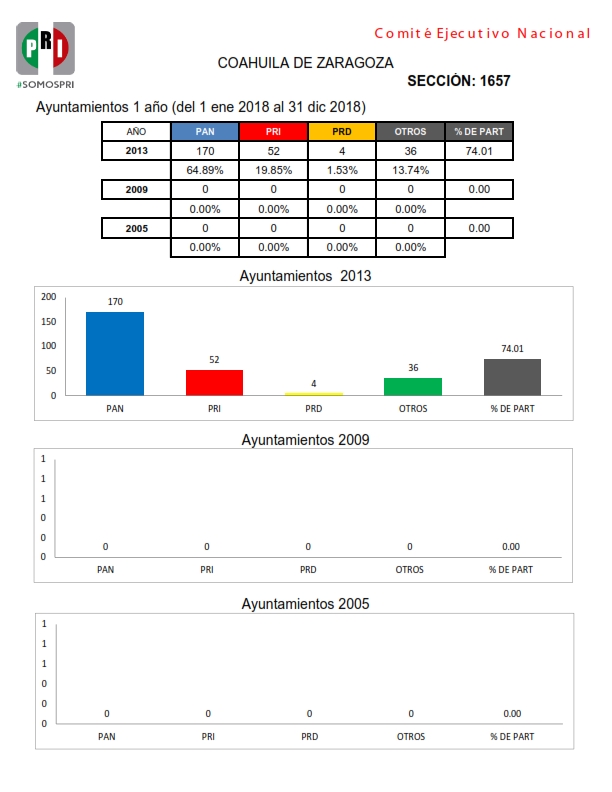 Comité Ejecutivo Nacional
PRI
#SOMOSPRI
COAHUILA DE ZARAGOZA
SECCIÓN: 1657
Ayuntamientos 1 año (del 1 ene 2018 al 31 dic 2018)
AÑO PAN PRI PRD OTROS % DE PART
2013 170 52 4 36 74.01
64.89% 19.85% 1.53% 13.74%
2009 0 0 0 0 0.00
0.00% 0.00% 0.00% 0.00%
2005 0 0 0 0 0.00
0.00% 0.00% 0.00% 0.00%
Ayuntamientos 2013
200
150
100
50
0
170 52 4 36 74.01
PAN PRI PRD OTROS % DE PART
Ayuntamientos 2009
1
1
1
0
0
0
0 0 0 0 0.00
PAN PRI PRD OTROS % DE PART
Ayuntamientos 2005
1
1
1
0
0
0
0 0 0 0 0.00
PAN PRI PRD OTROS % DE PART